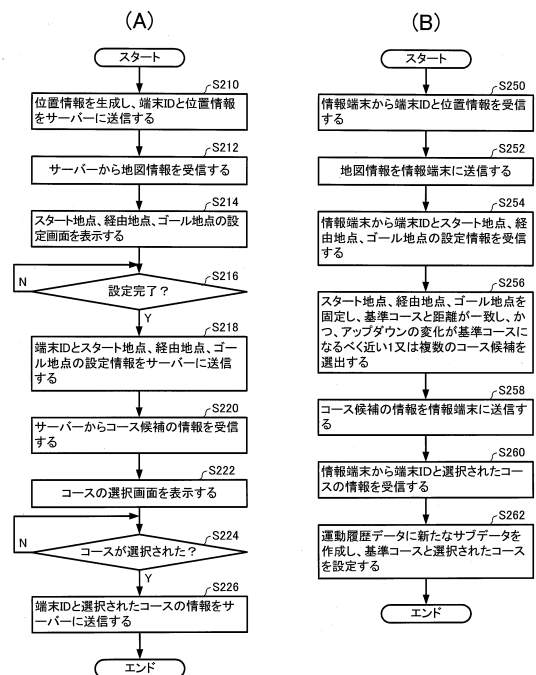 (A)
スタート
S210
位置情報を生成し、端末IDと位置情報
をサーバーに送信する
S212
サーバーから地図情報を受信する
S214
スタート地点、経由地点、ゴール地点の設
定画面を表示する
S216
N
設定完了？
Y
S218
端末IDとスタート地点、経由地点、ゴー
ル地点の設定情報をサーバーに送信
する
S220
サーバーからコース候補の情報を受信
する
S222
コースの選択画面を表示する
S224
N
コースが選択された？
Y
S226
端末IDと選択されたコースの情報をサ
ーバーに送信する
エンド
(B)
スタート
S250
情報端末から端末IDと位置情報を受信
する
S252
地図情報を情報端末に送信する
S254
情報端末から端末IDとスタート地点、経
由地点、ゴール地点の設定情報を受信
する
S256
スタート地点、経由地点、ゴール地点を
固定し、基準コースと距離が一致し、か
つ、アップダウンの変化が基準コースに
なるべく近い1又は複数のコース候補を
選出する
S258
コース候補の情報を情報端末に送信す
る
S260
情報端末から端末IDと選択されたコー
スの情報を受信する
S262
運動履歴データに新たなサブデータを
作成し、基準コースと選択されたコース
を設定する
エンド